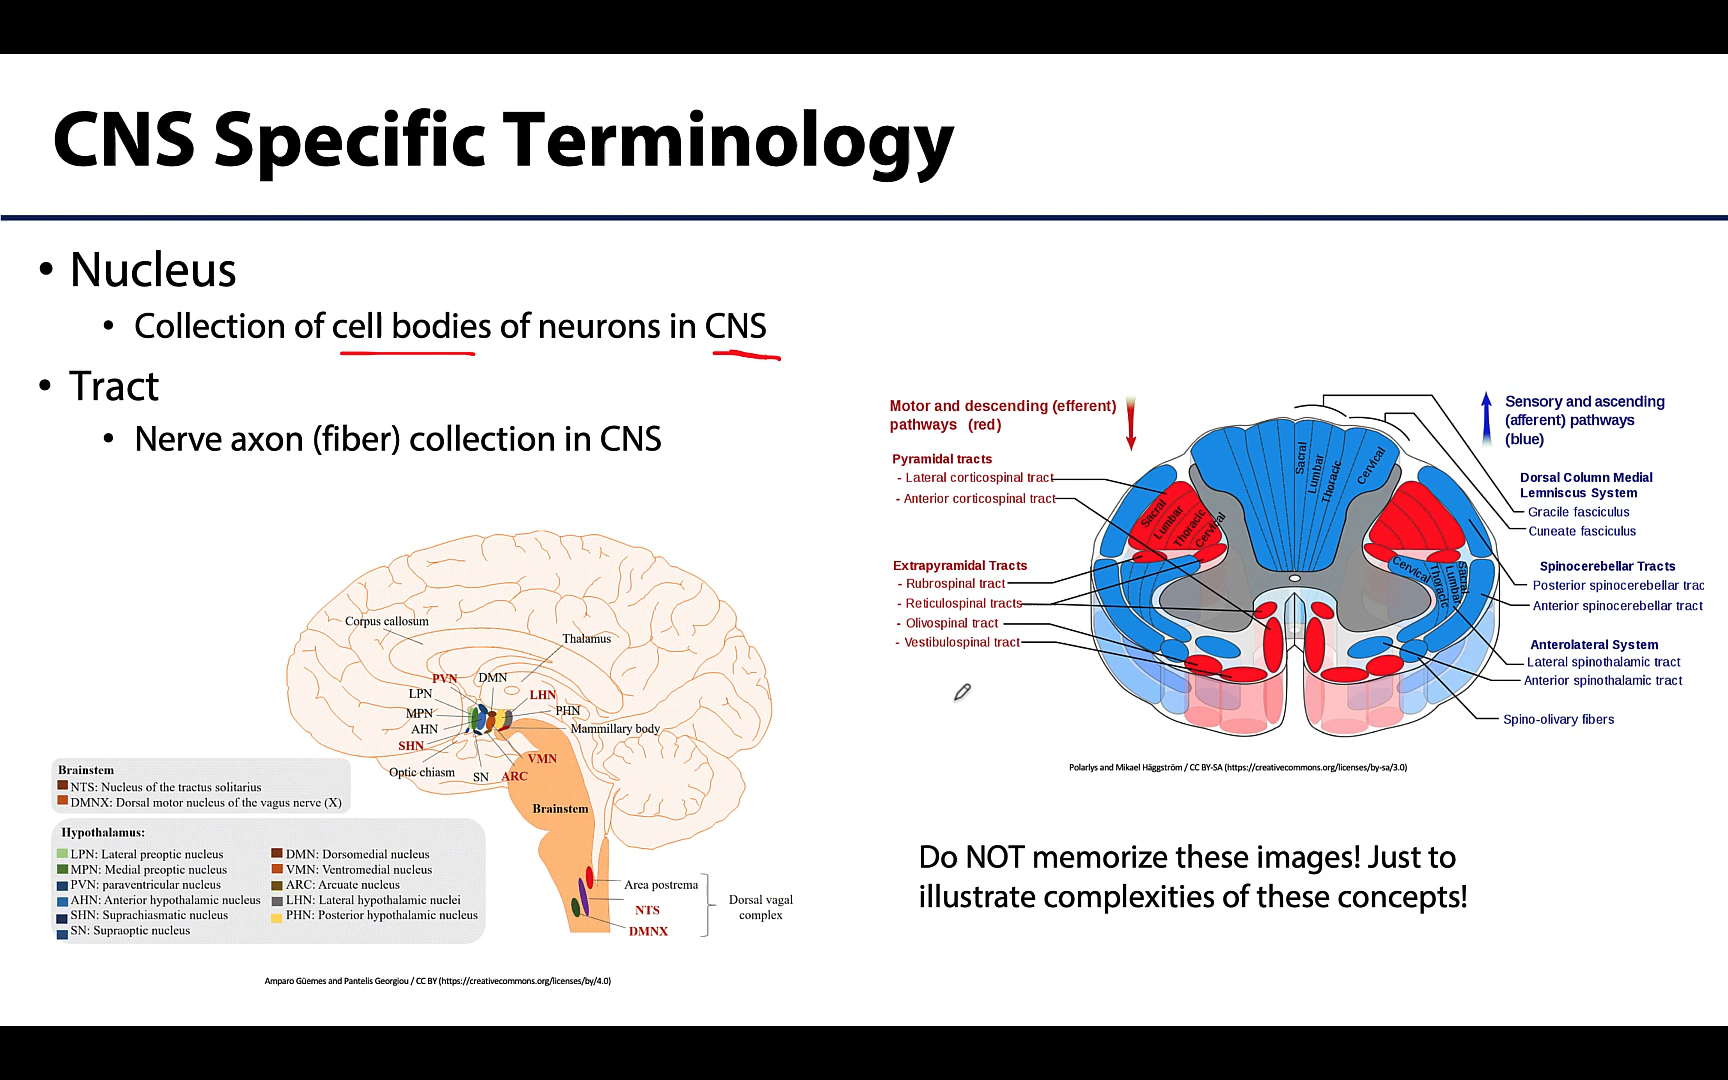 CNS Specific Terminology
• Nucleus
• Collection of cell bodies of neurons in CNS
• Tract
• Nerve axon (fiber) collection in CNS
Corpus callosum
Thalamus
PVN
DMN
LPN
LHN
MPN
PHN
AHN
Mammillary body
SHN
VMN
Optic chiasm
SN
ARC
Brainstem
Area postrema
NTS
DMNX
Dorsal vagal
complex
Brainstem
NTS: Nucleus of the tractus solitarius
DMNX: Dorsal motor nucleus of the vagus nerve (X)
Hypothalamus:
LPN: Lateral preoptic nucleus
MPN: Medial preoptic nucleus
PVN: paraventricular nucleus
AHN: Anterior hypothalamic nucleus
SHN: Suprachiasmatic nucleus
SN: Supraoptic nucleus
DMN: Dorsomedial nucleus
VMN: Ventromedial nucleus
ARC: Arcuate nucleus
LHN: Lateral hypothalamic nuclei
PHN: Posterior hypothalamic nucleus
Amparo Güemes and Pantelis Georgiou / CC BY (https://creativecommons.org/licenses/by/4.0)
Motor and descending (efferent)
pathways (red)
Pyramidal tracts
- Lateral corticospinal tract
- Anterior corticospinal tract
Extrapyramidal Tracts
- Rubrospinal tract
- Reticulospinal tracts
- Olivospinal tract
- Vestibulospinal tract
Sacral
Lumbar
Thoracic
Cervical
Sacral
Lumbar
Thoracic
Cervical
Cervical
Thoracic
Lumbar
Sacral
Sensory and ascending
(afferent) pathways
(blue)
Dorsal Column Medial
Lemniscus System
Gracile fasciculus
Cuneate fasciculus
Spinocerebellar Tracts
Posterior spinocerebellar trac
Anterior spinocerebellar tract
Anterolateral System
Lateral spinothalamic tract
Anterior spinothalamic tract
Spino-olivary fibers
Polarlys and Mikael Häggström / CC BY-SA (https://creativecommons.org/licenses/by-sa/3.0)
Do NOT memorize these images! Just to
illustrate complexities of these concepts!